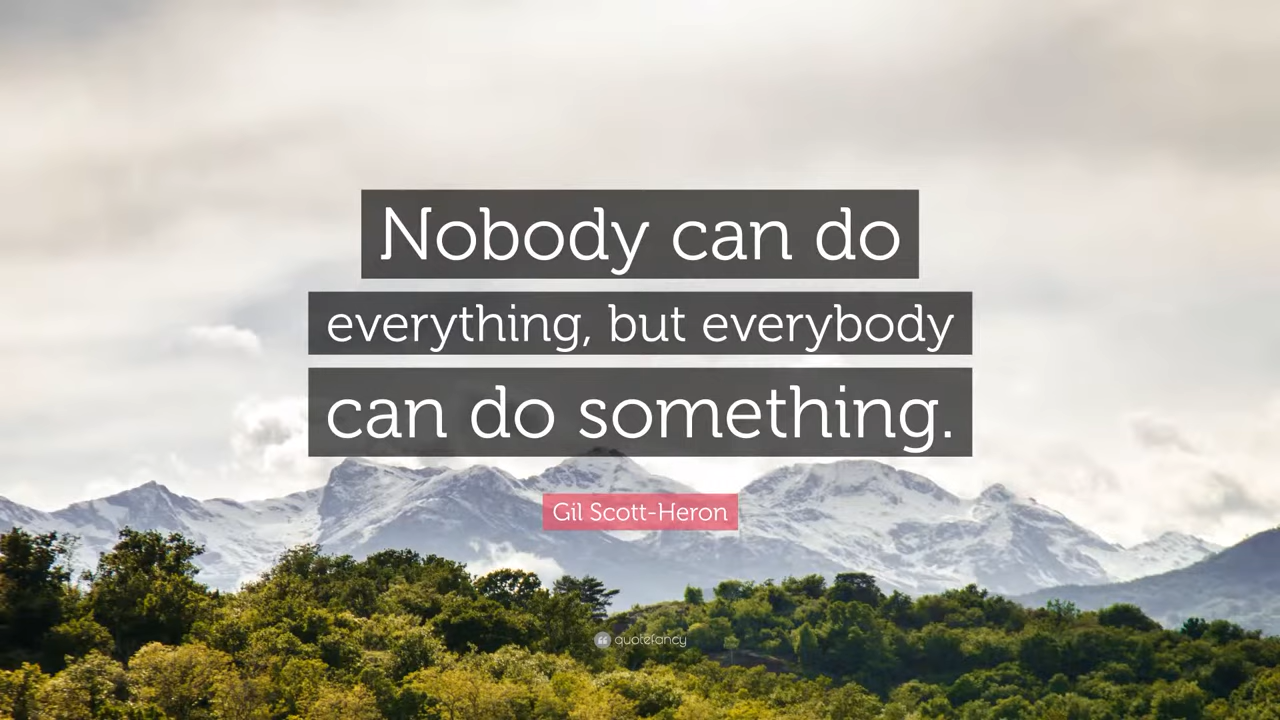 Nobody can do
everything, but everybody
can do something.
Gil Scott-Heron
quotefancy